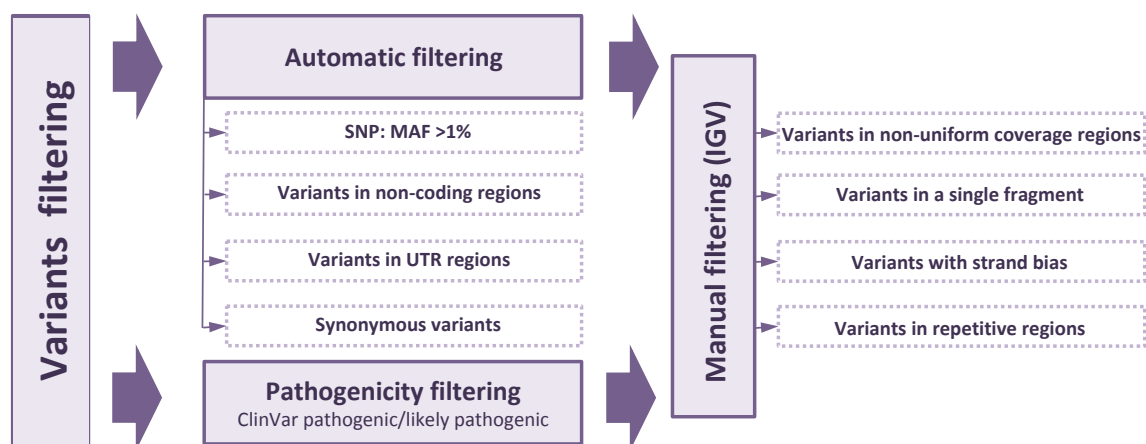 Variants filtering
Automatic filtering
SNP: MAF >1%
Variants in non-coding regions
Variants in UTR regions
Synonymous variants
Pathogenicity filtering
ClinVar pathogenic/likely pathogenic
Manual filtering (IGV)
Variants in non-uniform coverage regions
Variants in a single fragment
Variants with strand bias
Variants in repetitive regions